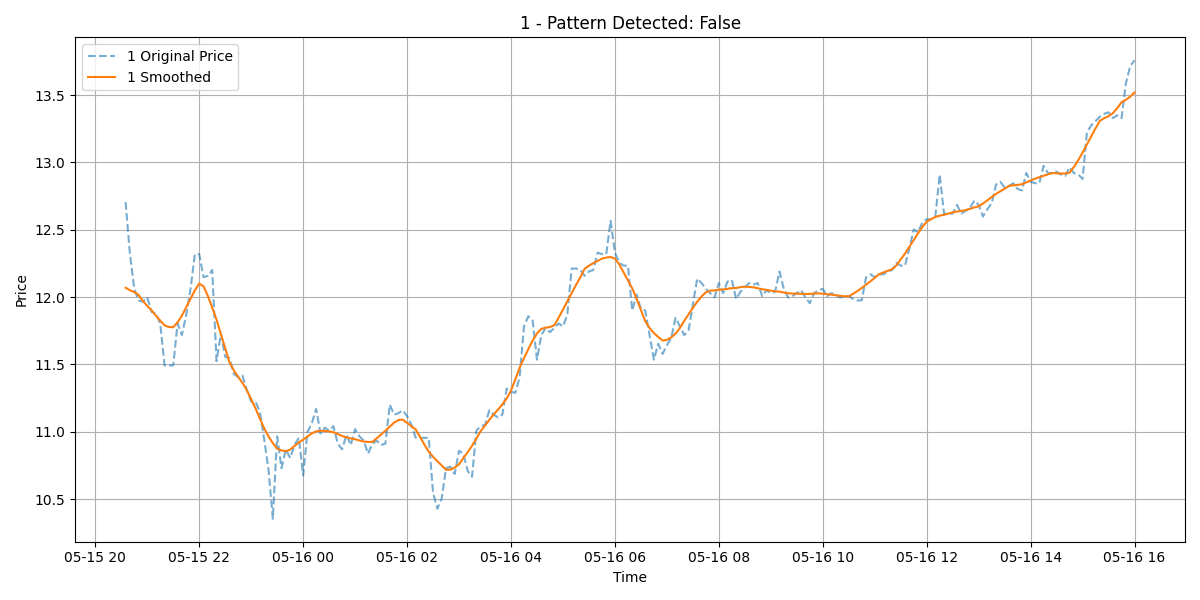 1 - Pattern Detected: False
1 Original Price
1 Smoothed
Price
13.5
13.0
12.5
12.0
11.5
11.0
10.5
05-15 20 05-15 22 05-16 00 05-16 02 05-16 04 05-16 06 05-16 08 05-16 10 05-16 12 05-16 14 05-16 16
Time